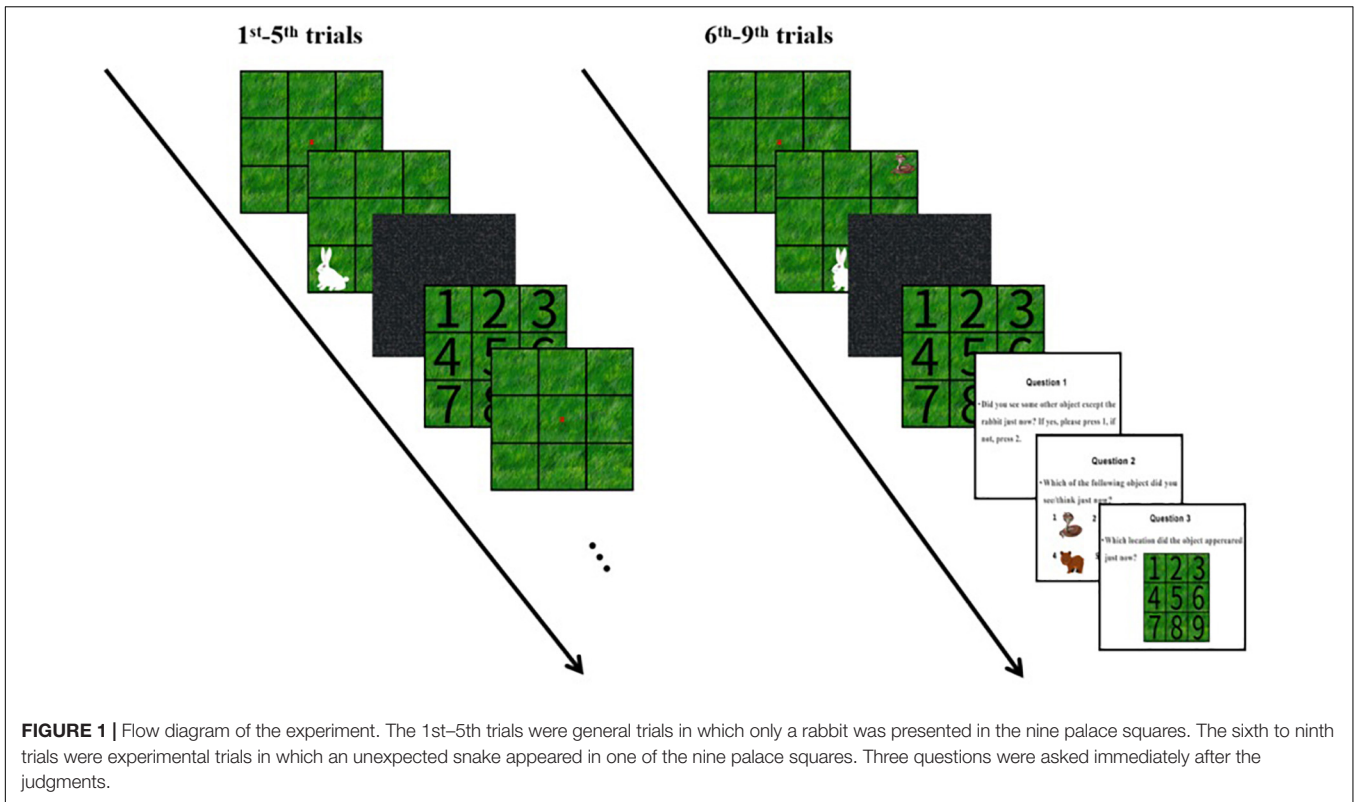 1st-5th trials
6th-9th trials
1 2 3
4 5 6
7 8
1 2 3
4 5 6
7 8
Question 1
•Did you see some other object except the
rabbit just now? If yes, please press 1, if
not, press 2.
Question 2
•Which of the following object did you
see/think just now?
1 2
4 5
Question 3
•Which location did the object appereared
just now?
1 2 3
4 5 6
7 8 9
FIGURE 1 | Flow diagram of the experiment. The 1st–5th trials were general trials in which only a rabbit was presented in the nine palace squares. The sixth to ninth
trials were experimental trials in which an unexpected snake appeared in one of the nine palace squares. Three questions were asked immediately after the
judgments.